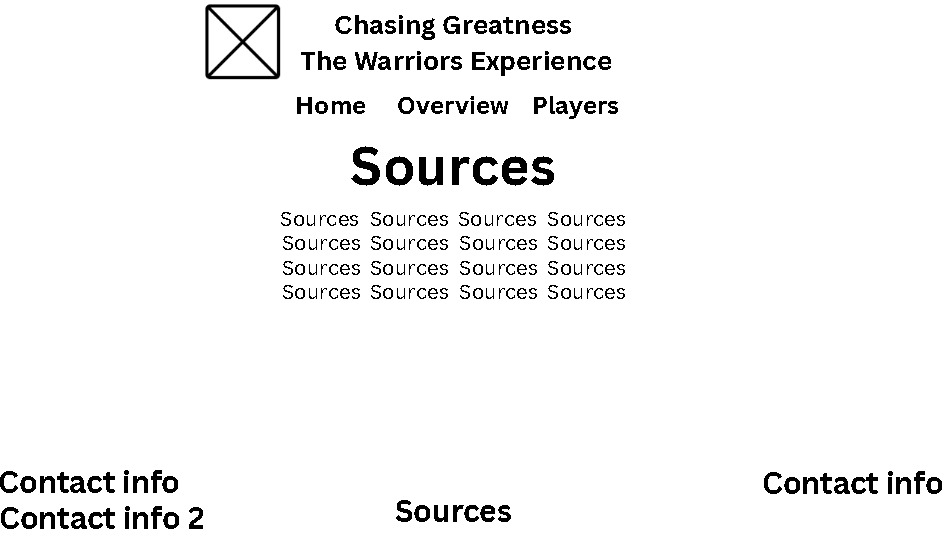 Chasing Greatness
The Warriors Experience
Home Overview Players
Sources
Sources Sources Sources Sources
Sources Sources Sources Sources
Sources Sources Sources Sources
Sources Sources Sources Sources
Contact info
Contact info 2
Sources
Contact info